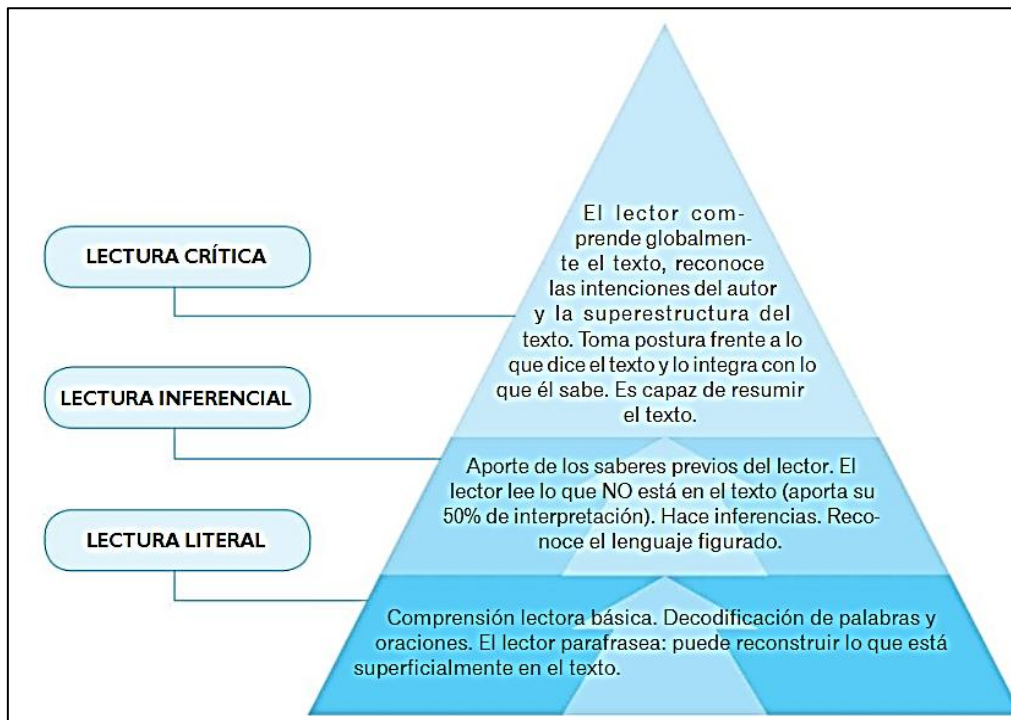 El lector com-
prende globalmen-
te el texto, reconoce
las intenciones del autor
y la superestructura del
texto. Toma postura frente a lo
que dice el texto y lo integra con lo
que él sabe. Es capaz de resumir
el texto.
LECTURA CRÍTICA
LECTURA INFERENCIAL
Aporte de los saberes previos del lector. El
lector lee lo que NO está en el texto (aporta su
50% de interpretación). Hace inferencias. Reco-
noce el lenguaje figurado.
LECTURA LITERAL
Comprensión lectora básica. Decodificación de palabras y
oraciones. El lector parafrasea: puede reconstruir lo que está
superficialmente en el texto.